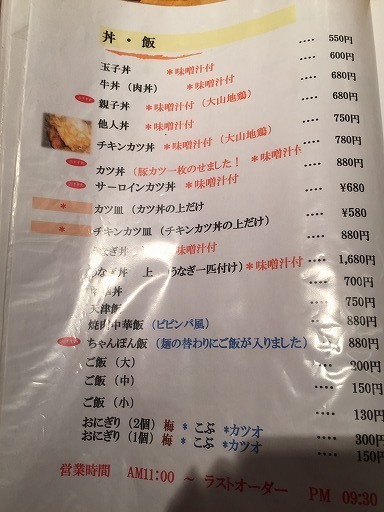 丼・飯
玉子丼 *味噌汁付 ‥‥ 550円
牛丼（肉丼） *味噌汁付 ‥‥ 600円
親子丼 *味噌汁付（大山地鶏） ‥‥ 680円
他人丼 *味噌汁付 ‥‥ 680円
チキンカツ丼 *味噌汁付（大山地鶏） ‥‥ 750円
カツ丼（豚カツ一枚のせました！ *味噌汁付 ‥‥ 780円
サーロインカツ丼 *味噌汁付 ‥‥ 880円
* カツ皿（カツ丼の上だけ ‥‥ ¥680
* チキンカツ皿（チキンカツ丼の上だけ） ‥‥ ¥580
うなぎ丼 味噌汁付 ‥‥ 880円
うなぎ丼 上 （うなぎ一匹付け）*味噌汁付 ‥‥ 1,680円
丼 ‥‥ 700円
天津飯 ‥‥ 750円
焼肉中華飯（ビビンバ風） ‥‥ 880円
ちゃんぽん飯（麺の替わりにご飯が入りました） ‥‥ 880円
ご飯（大） ‥‥ 200円
ご飯（中） ‥‥ 150円
ご飯（小） ‥‥ 130円
おにぎり（2個）梅 * こぶ *カツオ ‥‥ 300円
おにぎり（1個）梅 * こぶ *カツオ ‥‥ 150円
営業時間 AM11:00 ～ ラストオーダー PM 09:30